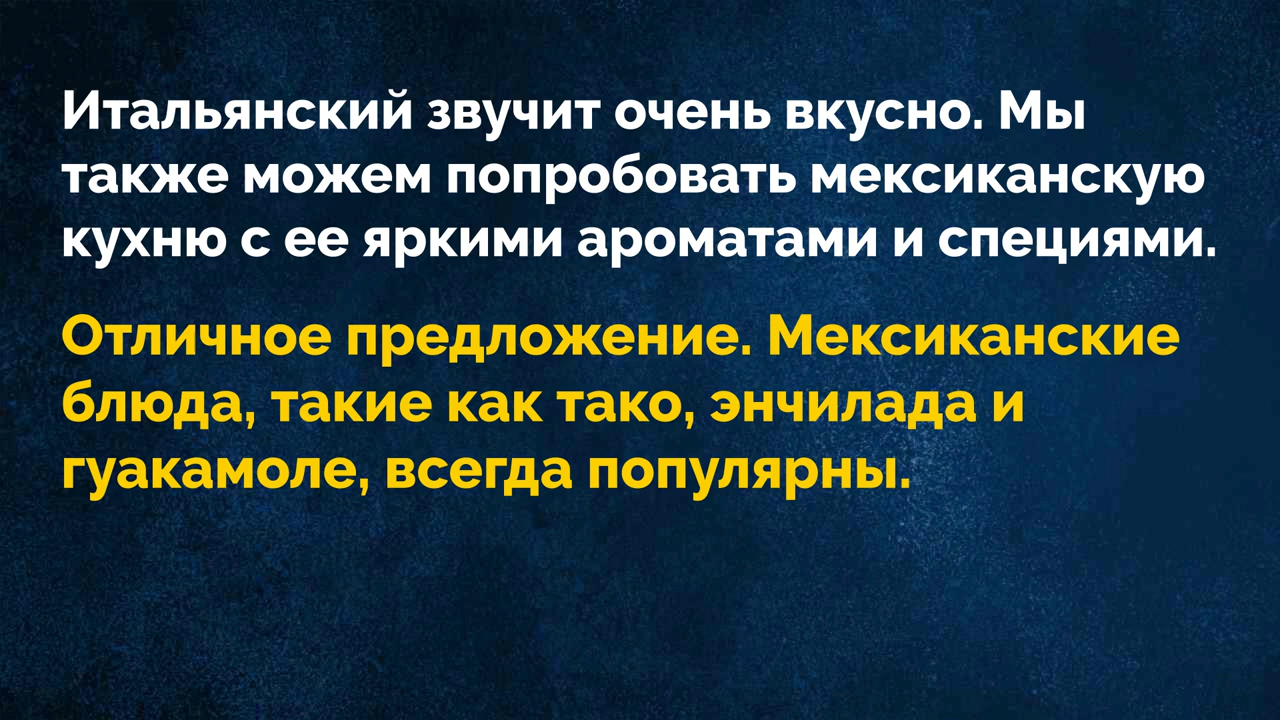 Итальянский звучит очень вкусно. Мы
также можем попробовать мексиканскую
кухню с ее яркими ароматами и специями.
Отличное предложение. Мексиканские
блюда, такие как тако, энчилада и
гуакамоле, всегда популярны.